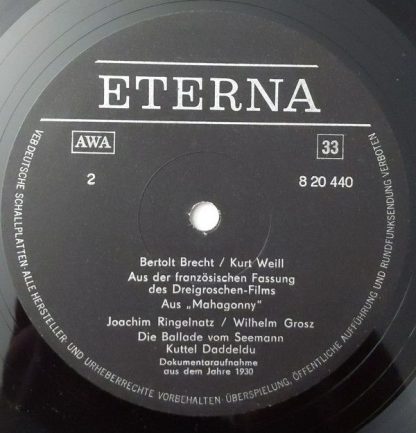 ETERNA
AWA
33
2
8 20 440
Bertolt Brecht / Kurt Weill
Aus der französischen Fassung
des Dreigroschen-Films
Aus „Mahagonny“
Joachim Ringelnatz / Wilhelm Grosz
Die Ballade vom Seemann
Kuttel Daddeldu
Dokumentaraufnahme
aus dem Jahre 1930
VEB DEUTSCHE SCHALLPLATTEN · ALLE HERSTELLER- UND URHEBERRECHTE VORBEHALTEN · ÜBERSPIELUNG, ÖFFENTLICHE AUFFÜHRUNG UND RUNDFUNKSENDUNG VERBOTEN